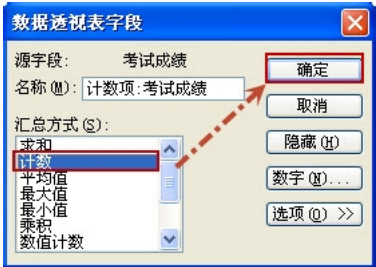 数据透视表字段
源字段: 考试成绩
名称(M): 计数项:考试成绩
汇总方式(S):
求和
计数
平均值
最大值
最小值
乘积
数值计数
确定
取消
隐藏(H)
数字(N)...
选项(O) >>